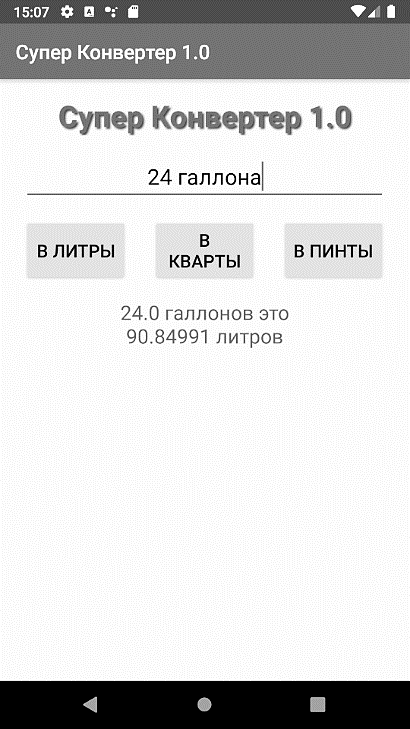 15:07
Супер Конвертер 1.0
Супер Конвертер 1.0
24 галлона
В ЛИТРЫ
В
КВАРТЫ
В ПИНТЫ
24.0 галлонов это
90.84991 литров